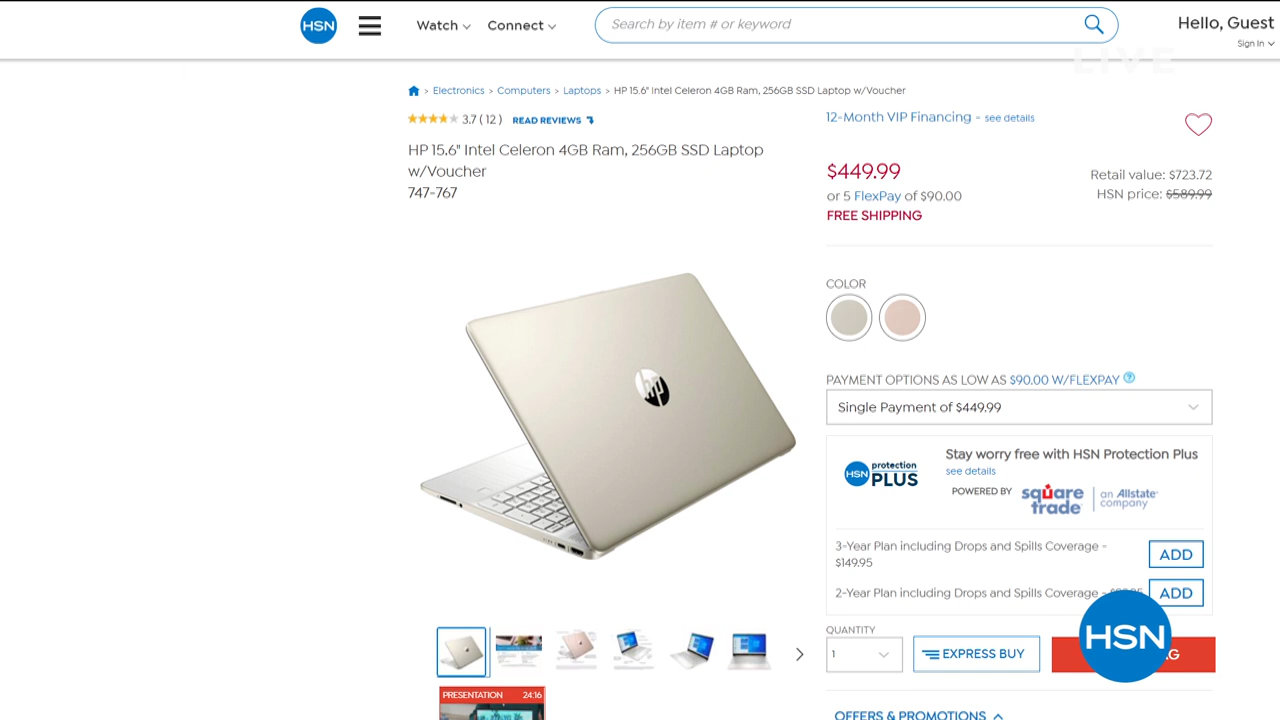 HSN
Watch
Connect
Search by item # or keyword
Hello, Guest
Sign In
LIVE
> Electronics > Computers > Laptops > HP 15.6" Intel Celeron 4GB Ram, 256GB SSD Laptop w/Voucher
3.7 ( 12 ) READ REVIEWS
HP 15.6" Intel Celeron 4GB Ram, 256GB SSD Laptop
w/Voucher
747-767
12-Month VIP Financing - see details
$449.99
Retail value: $723.72
or 5 FlexPay of $90.00
HSN price: $589.99
FREE SHIPPING
COLOR
hp
PAYMENT OPTIONS AS LOW AS $90.00 W/FLEXPAY ?
Single Payment of $449.99
HSN protection PLUS
Stay worry free with HSN Protection Plus
see details
POWERED BY square trade | an Allstate company
3-Year Plan including Drops and Spills Coverage -
$149.95
ADD
2-Year Plan including Drops and Spills Coverage -
ADD
QUANTITY
1
EXPRESS BUY
HSN
PRESENTATION 24:16
OFFERS & PROMOTIONS